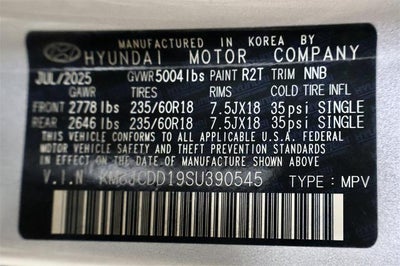 MANUFACTURED IN KOREA BY
HYUNDAI MOTOR COMPANY
JUL/2025 GVWR 5004 lbs PAINT R2T TRIM NNB
GAWR TIRES RIMS COLD TIRE INFL
FRONT 2778 lbs 235/60R18 7.5JX18 35psi SINGLE
REAR 2646 lbs 235/60R18 7.5JX18 35psi SINGLE
THIS VEHICLE CONFORMS TO ALL APPLICABLE U.S.A. FEDERAL
MOTOR VEHICLE SAFETY AND THEFT PREVENTION STANDARDS
IN EFFECT ON THE DATE OF MANUFACTURE SHOWN ABOVE.
V.I.N. TYPE: MPV